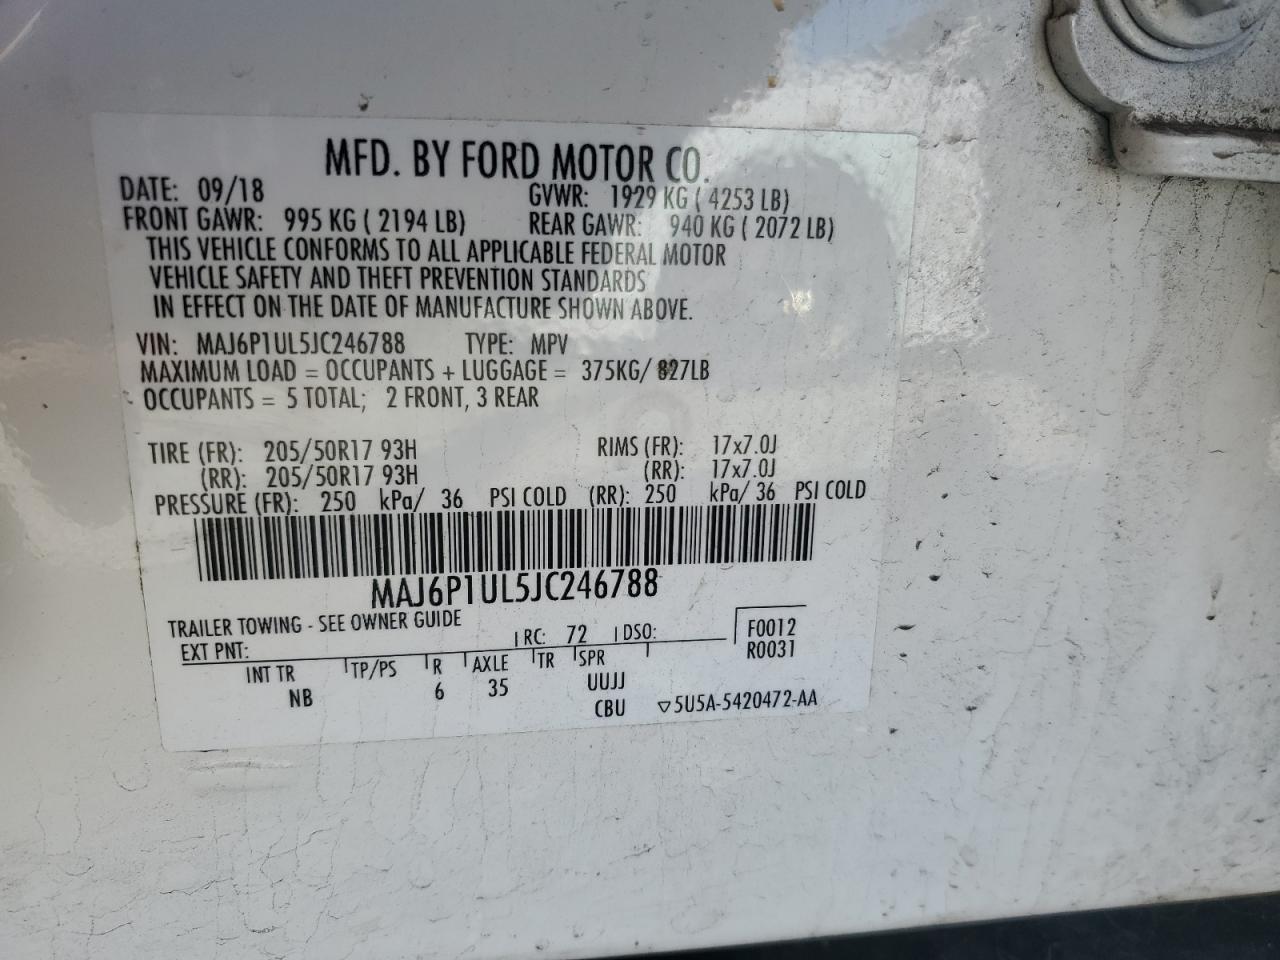 MFD. BY FORD MOTOR CO.
DATE: 09/18 GVWR: 1929 KG ( 4253 LB)
FRONT GAWR: 995 KG ( 2194 LB) REAR GAWR: 940 KG ( 2072 LB)
THIS VEHICLE CONFORMS TO ALL APPLICABLE FEDERAL MOTOR
VEHICLE SAFETY AND THEFT PREVENTION STANDARDS
IN EFFECT ON THE DATE OF MANUFACTURE SHOWN ABOVE.
VIN: MAJ6P1UL5JC246788 TYPE: MPV
MAXIMUM LOAD = OCCUPANTS + LUGGAGE = 375KG/ 827LB
OCCUPANTS = 5 TOTAL; 2 FRONT, 3 REAR
TIRE (FR): 205/50R17 93H RIMS (FR): 17x7.0J
(RR): 205/50R17 93H (RR): 17x7.0J
PRESSURE (FR): 250 kPa/ 36 PSI COLD (RR): 250 kPa/ 36 PSI COLD
MAJ6P1UL5JC246788
TRAILER TOWING - SEE OWNER GUIDE
EXT PNT: RC: 72 DSO: F0012
R0031
INT TR TP/PS R AXLE TR SPR
NB 6 35 UUJJ
CBU ▽5U5A-5420472-AA